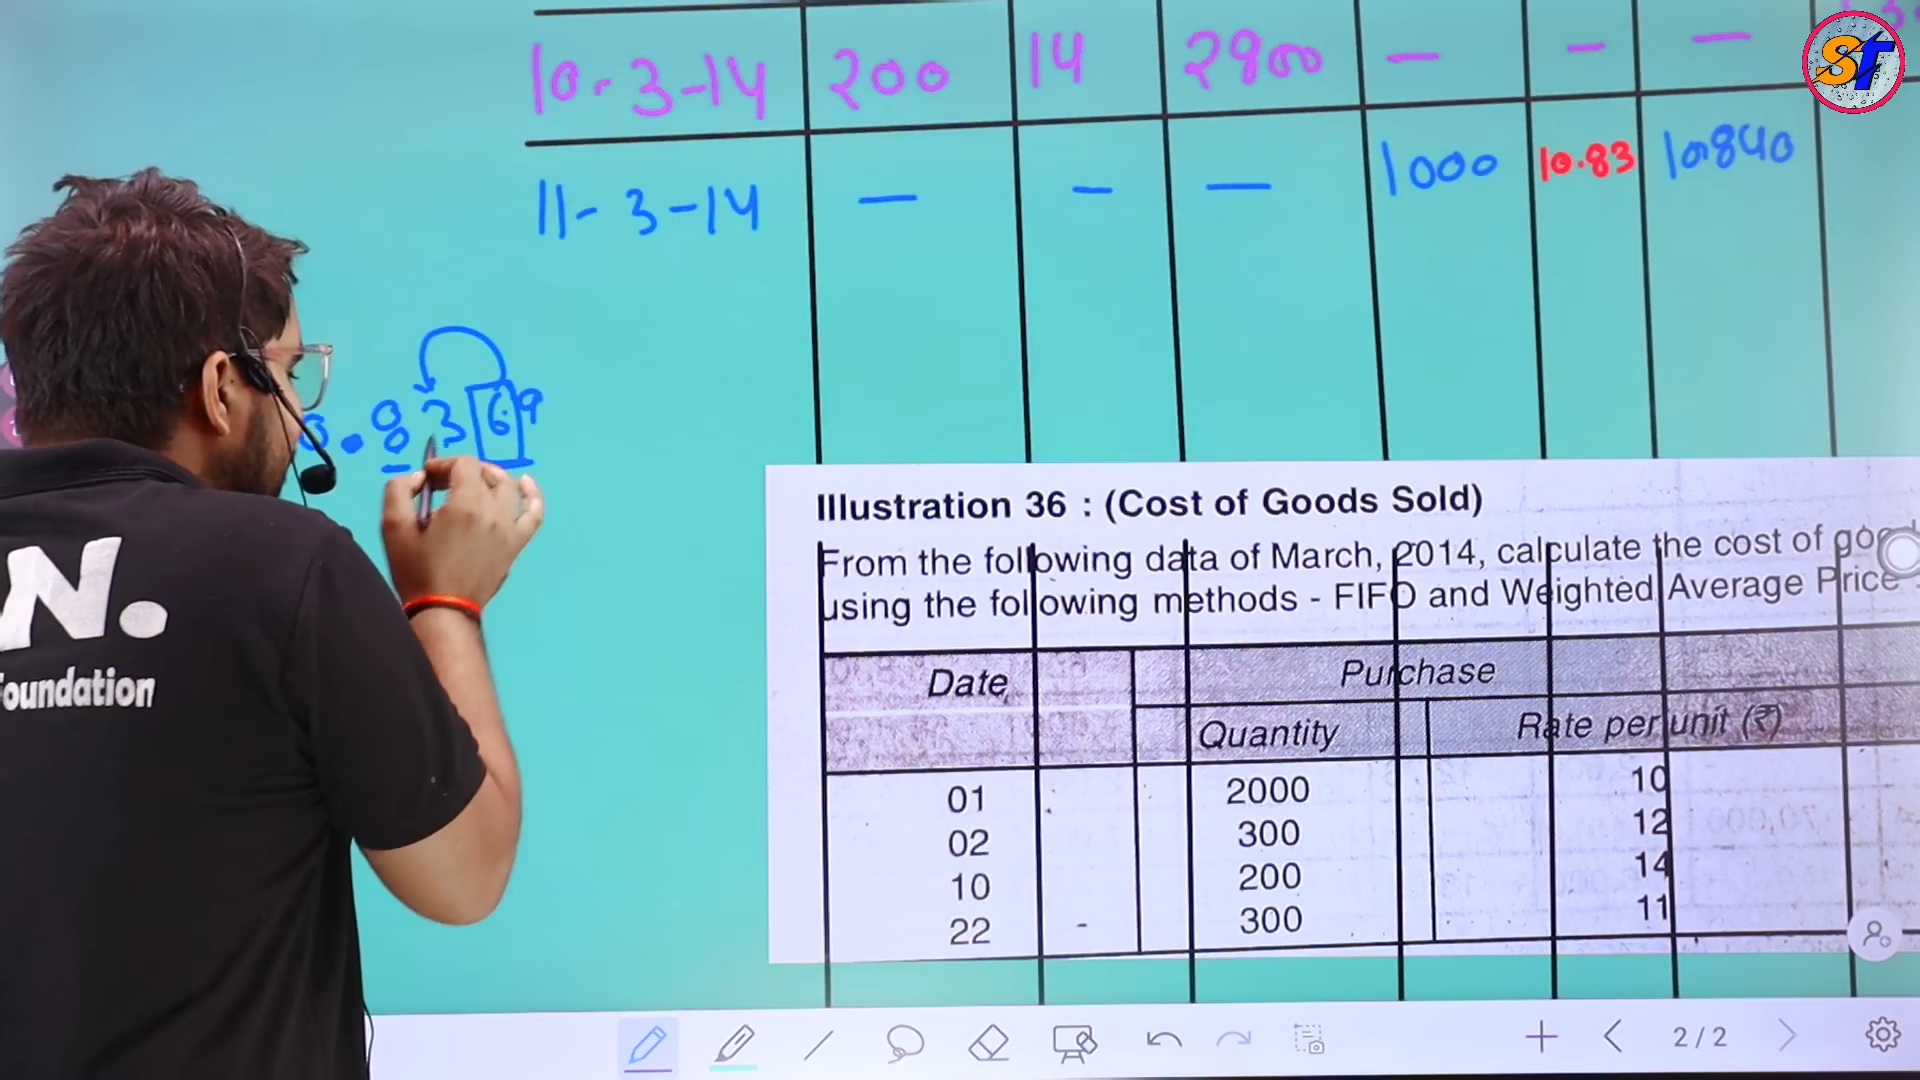 10-3-14 200 14 2800 — — —
11-3-14 — — — 1000 10.83 10840
0.8369
Illustration 36 : (Cost of Goods Sold)
From the following data of March, 2014, calculate the cost of
using the following methods - FIFO and Weighted Average Price
Date Purchase
Quantity Rate per unit (₹)
01 2000 10
02 300 12
10 200 14
22 - 300 11
N.
Foundation
ST
2/2